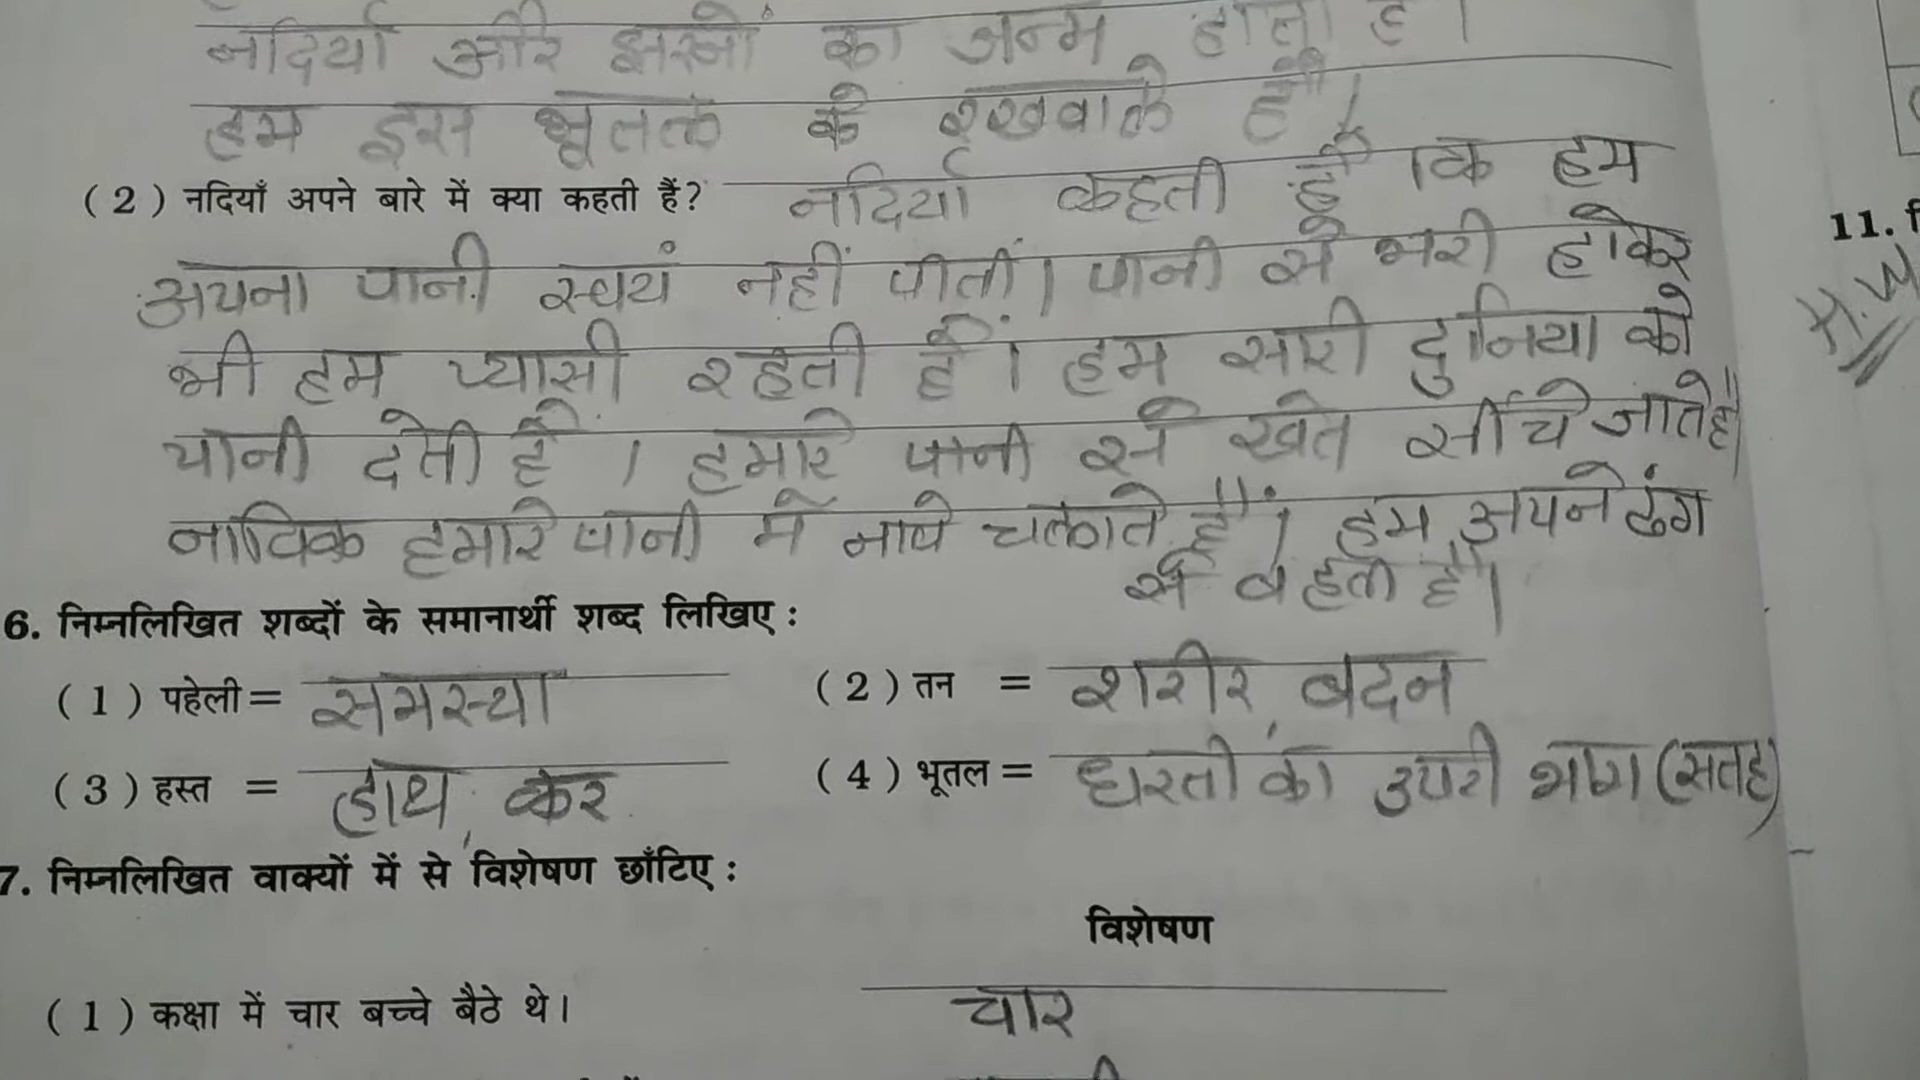 नदियों और झरनों का जन्म होता है।
हम इस भूतल के रखवाले हैं।
( 2 ) नदियाँ अपने बारे में क्या कहती हैं? नदियाँ कहती हैं कि हम
अपना पानी स्वयं नहीं पीतीं। पानी से भरी होकर
भी हम प्यासी रहती हैं। हम सारी दुनिया को
पानी देती हैं। हमारे पानी से खेत सींचे जाते हैं।
नाविक हमारे पानी में नावे चलाते हैं। हम अपने ढंग
से बहती हैं।
6. निम्नलिखित शब्दों के समानार्थी शब्द लिखिए :
( 1 ) पहेली = समस्या ( 2 ) तन = शरीर, बदन
( 3 ) हस्त = हाथ, कर ( 4 ) भूतल = धरती का उपरी भाग (सतह)
7. निम्नलिखित वाक्यों में से विशेषण छाँटिए :
विशेषण
( 1 ) कक्षा में चार बच्चे बैठे थे। चार
11.
H.W